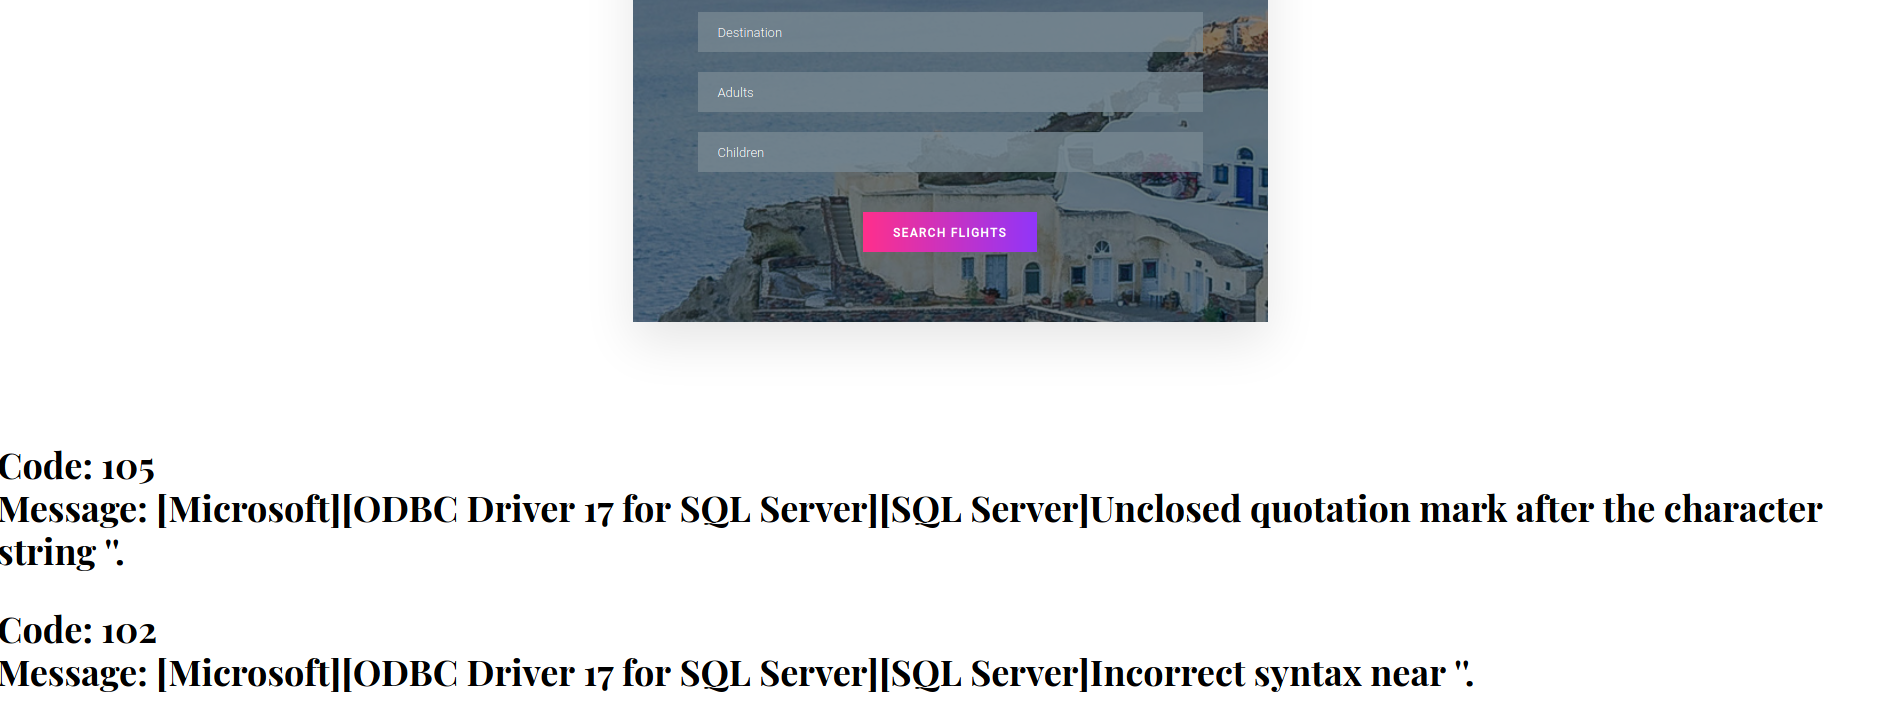 Destination
Adults
Children
SEARCH FLIGHTS
Code: 105
Message: [Microsoft][ODBC Driver 17 for SQL Server][SQL Server]Unclosed quotation mark after the character
string ''.
Code: 102
Message: [Microsoft][ODBC Driver 17 for SQL Server][SQL Server]Incorrect syntax near ''.